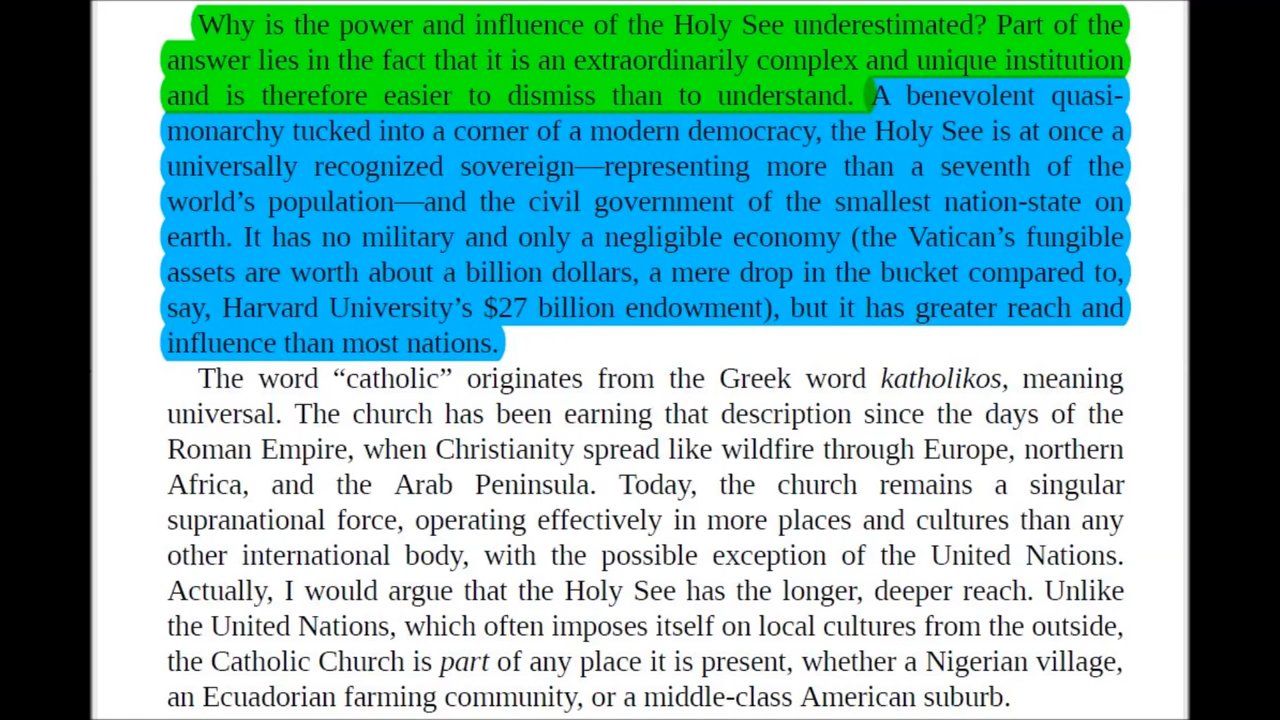 Why is the power and influence of the Holy See underestimated? Part of the
answer lies in the fact that it is an extraordinarily complex and unique institution
and is therefore easier to dismiss than to understand. A benevolent quasi-
monarchy tucked into a corner of a modern democracy, the Holy See is at once a
universally recognized sovereign—representing more than a seventh of the
world’s population—and the civil government of the smallest nation-state on
earth. It has no military and only a negligible economy (the Vatican’s fungible
assets are worth about a billion dollars, a mere drop in the bucket compared to,
say, Harvard University’s $27 billion endowment), but it has greater reach and
influence than most nations.
The word “catholic” originates from the Greek word katholikos, meaning
universal. The church has been earning that description since the days of the
Roman Empire, when Christianity spread like wildfire through Europe, northern
Africa, and the Arab Peninsula. Today, the church remains a singular
supranational force, operating effectively in more places and cultures than any
other international body, with the possible exception of the United Nations.
Actually, I would argue that the Holy See has the longer, deeper reach. Unlike
the United Nations, which often imposes itself on local cultures from the outside,
the Catholic Church is part of any place it is present, whether a Nigerian village,
an Ecuadorian farming community, or a middle-class American suburb.